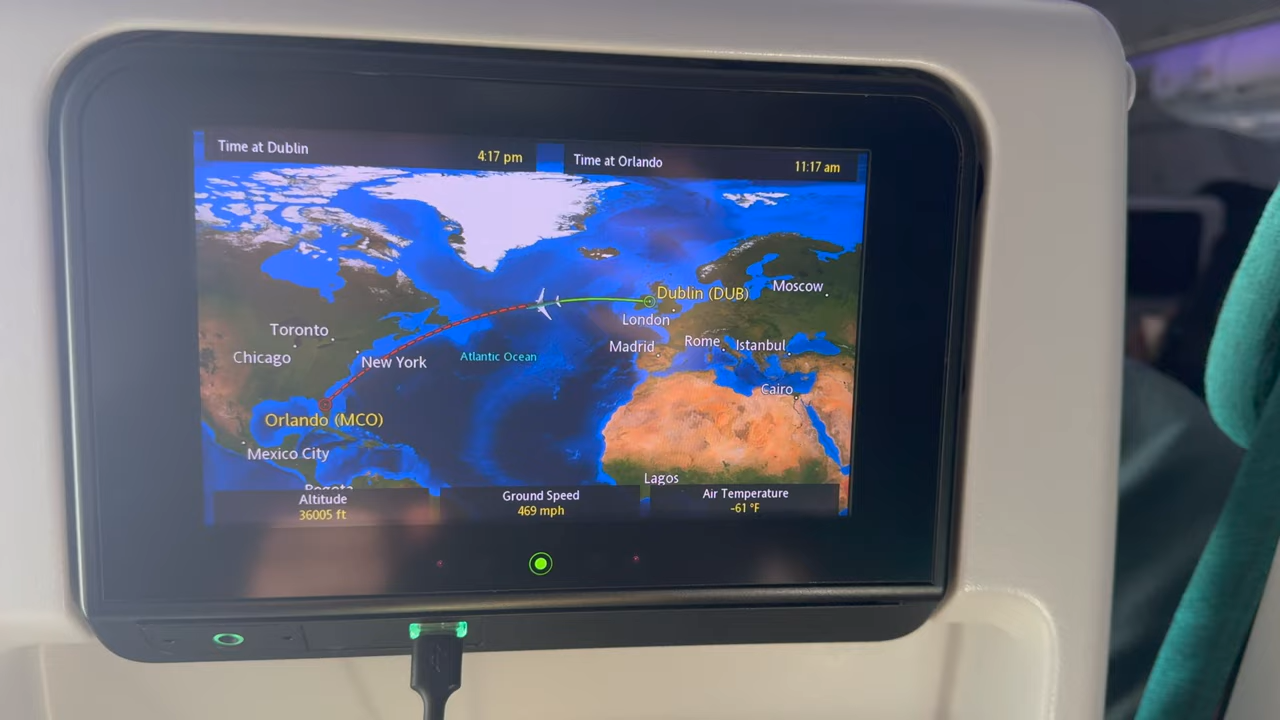 Time at Dublin
4:17 pm
Time at Orlando
11:17 am
Dublin (DUB)
Moscow
London
Toronto
Madrid
Rome
Istanbul
Chicago
New York
Atlantic Ocean
Cairo
Orlando (MCO)
Mexico City
Lagos
Bogota
Altitude
36005 ft
Ground Speed
469 mph
Air Temperature
-61 °F